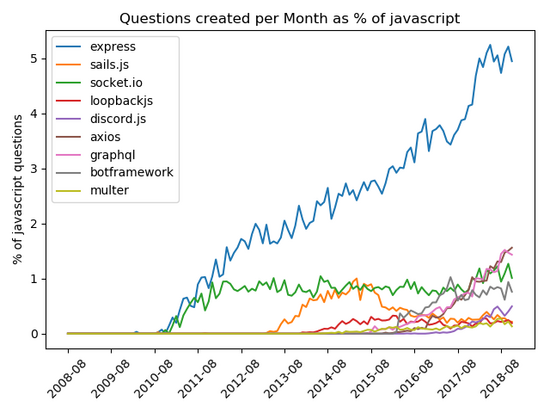 Questions created per Month as % of javascript
% of javascript questions
5
4
3
2
1
0
express
sails.js
socket.io
loopbackjs
discord.js
axios
graphql
botframework
multer
2008-08
2009-08
2010-08
2011-08
2012-08
2013-08
2014-08
2015-08
2016-08
2017-08
2018-08